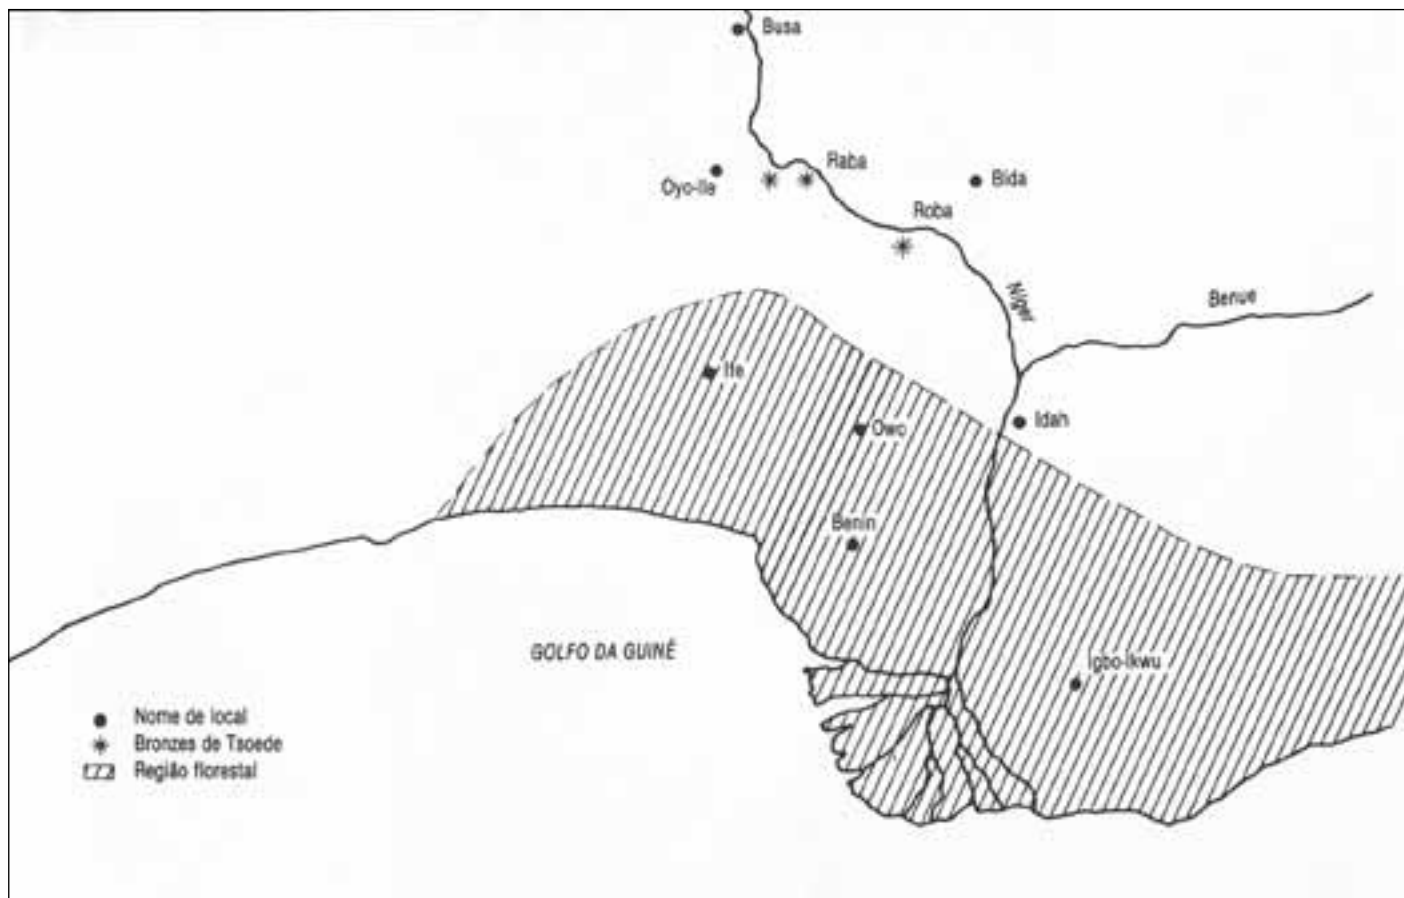 Busa
Raba
Oyo-Ile
Bida
Roba
Níger
Benue
Ife
Owo
Idah
Benin
GOLFO DA GUINÉ
Igbo-Ikwu
Nome de local
Bronzes de Tsoede
Região florestal